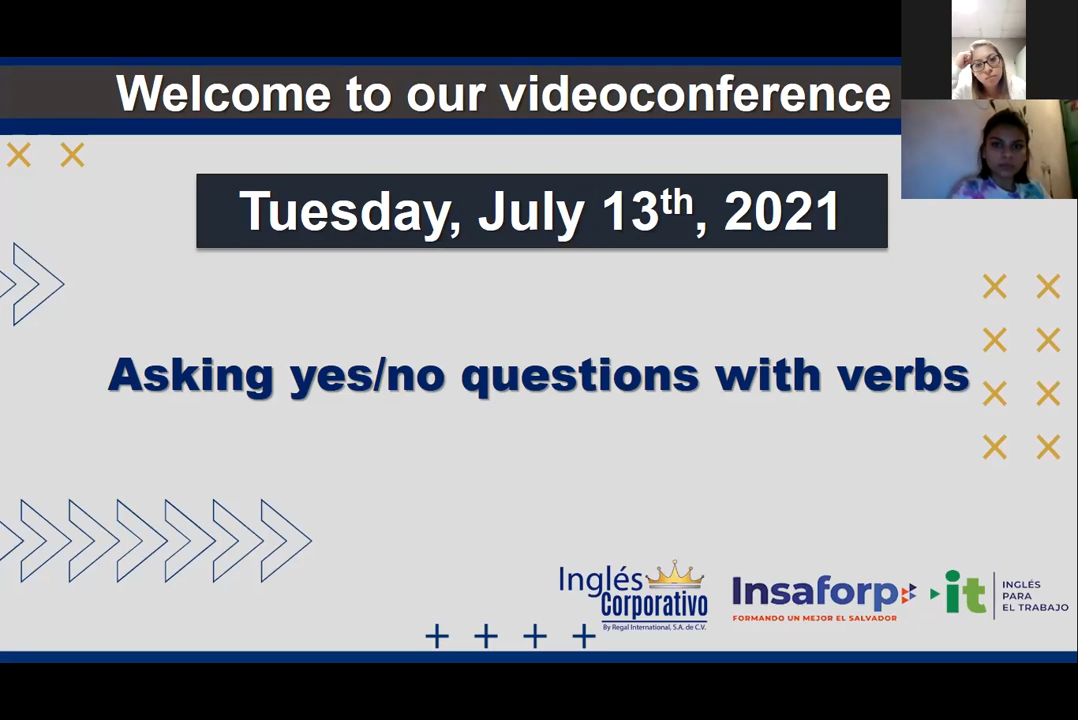 Welcome to our videoconference
Tuesday, July 13th, 2021
Asking yes/no questions with verbs
Inglés
Corporativo
By Regal International, S.A. de C.V.
Insaforp
FORMANDO UN MEJOR EL SALVADOR
it
INGLÉS
PARA
EL TRABAJO